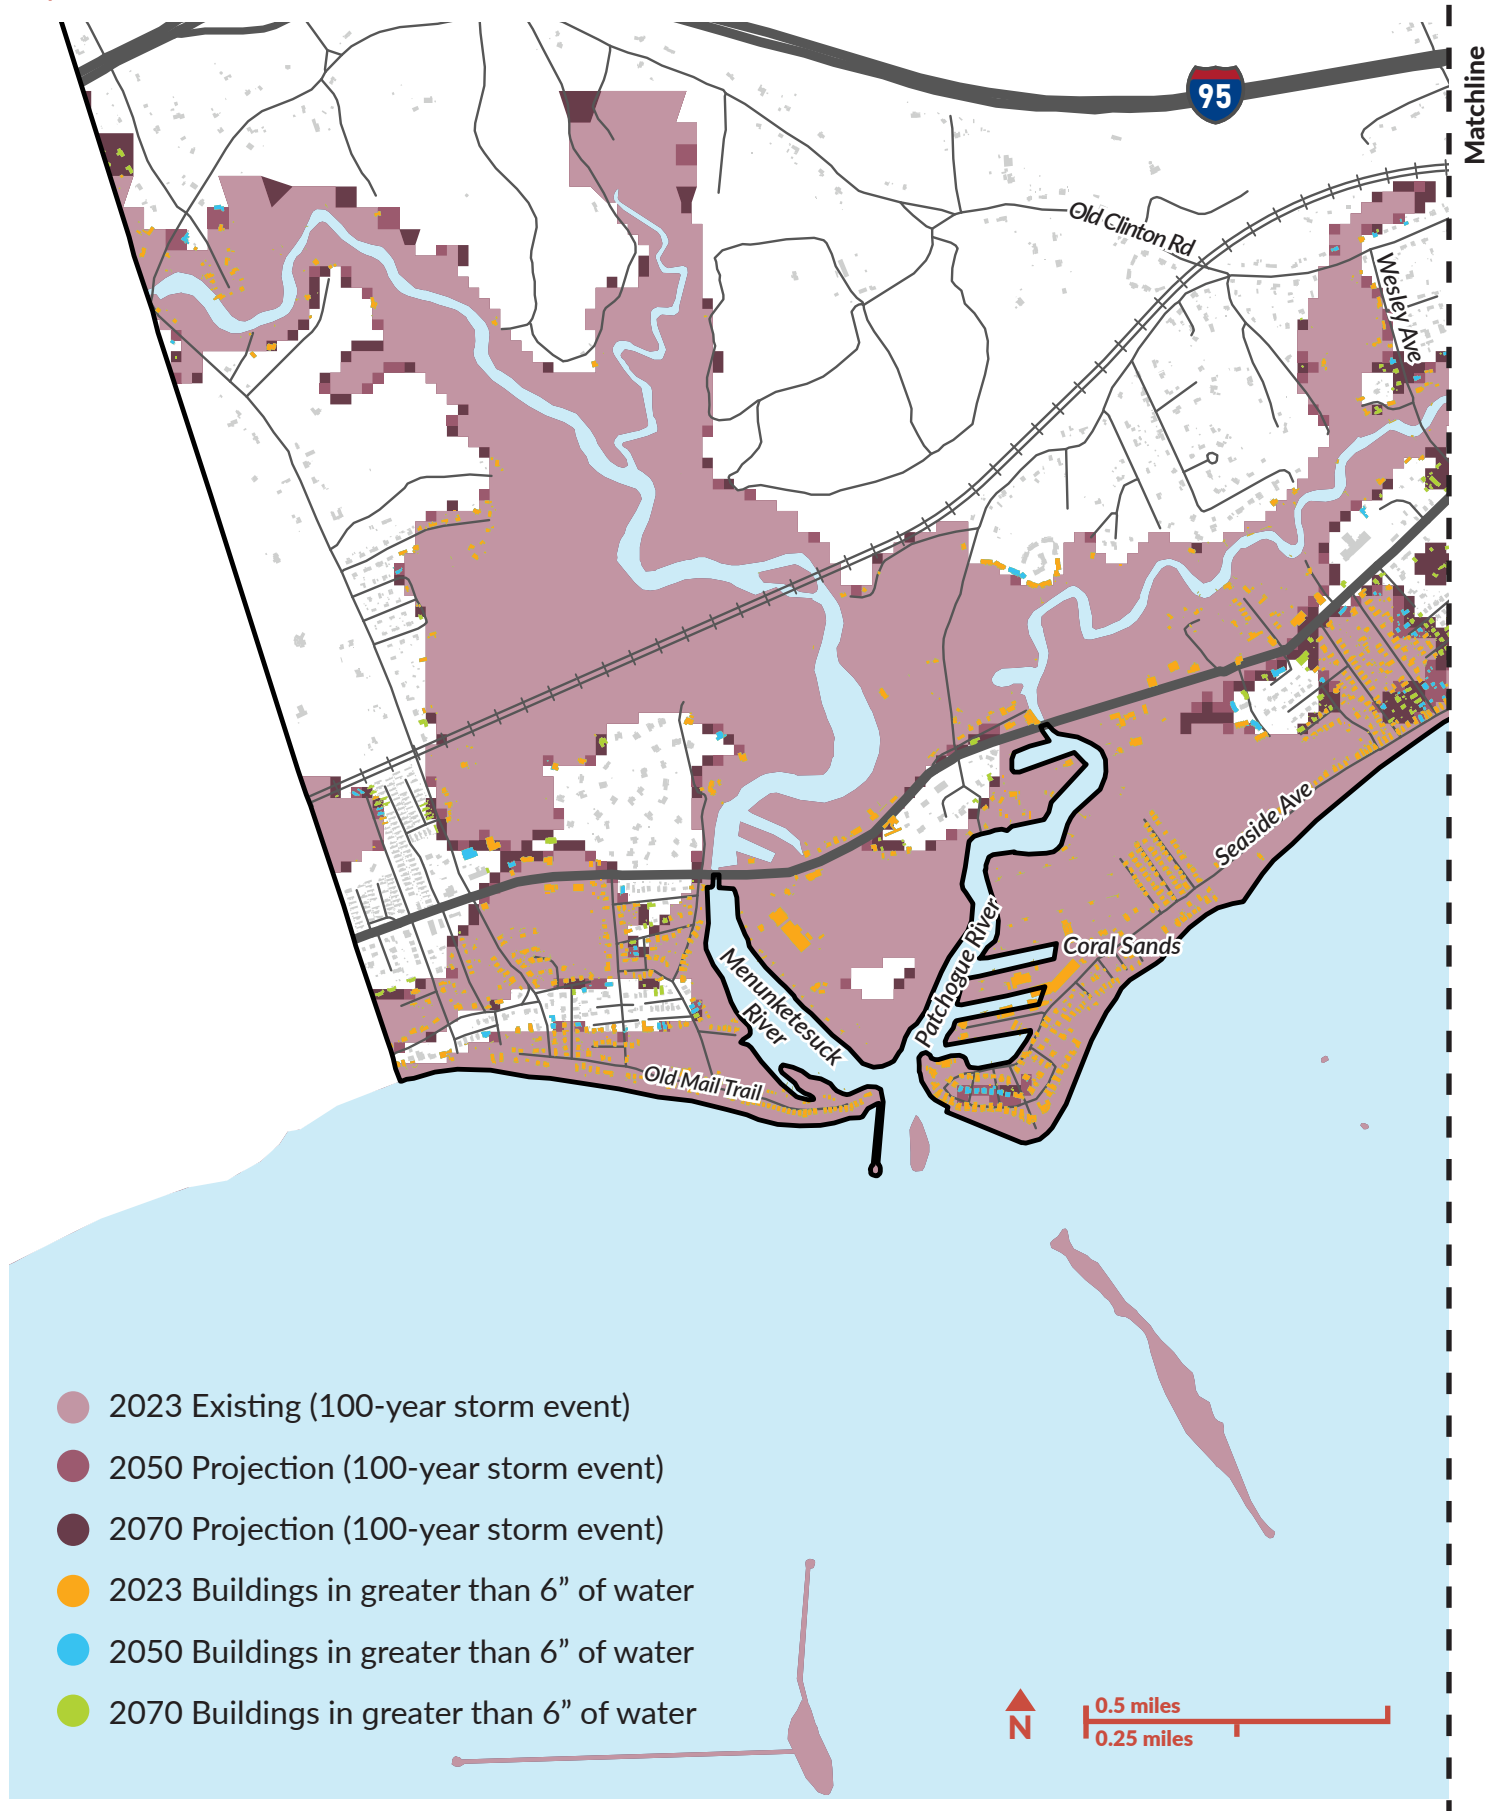 95
Matchline
Old Clinton Rd
Wesley Ave
Seaside Ave
Coral Sands
Patchogue River
Menunketesuck
River
Old Mail Trail
2023 Existing (100-year storm event)
2050 Projection (100-year storm event)
2070 Projection (100-year storm event)
2023 Buildings in greater than 6” of water
2050 Buildings in greater than 6” of water
2070 Buildings in greater than 6” of water
N
0.5 miles
0.25 miles